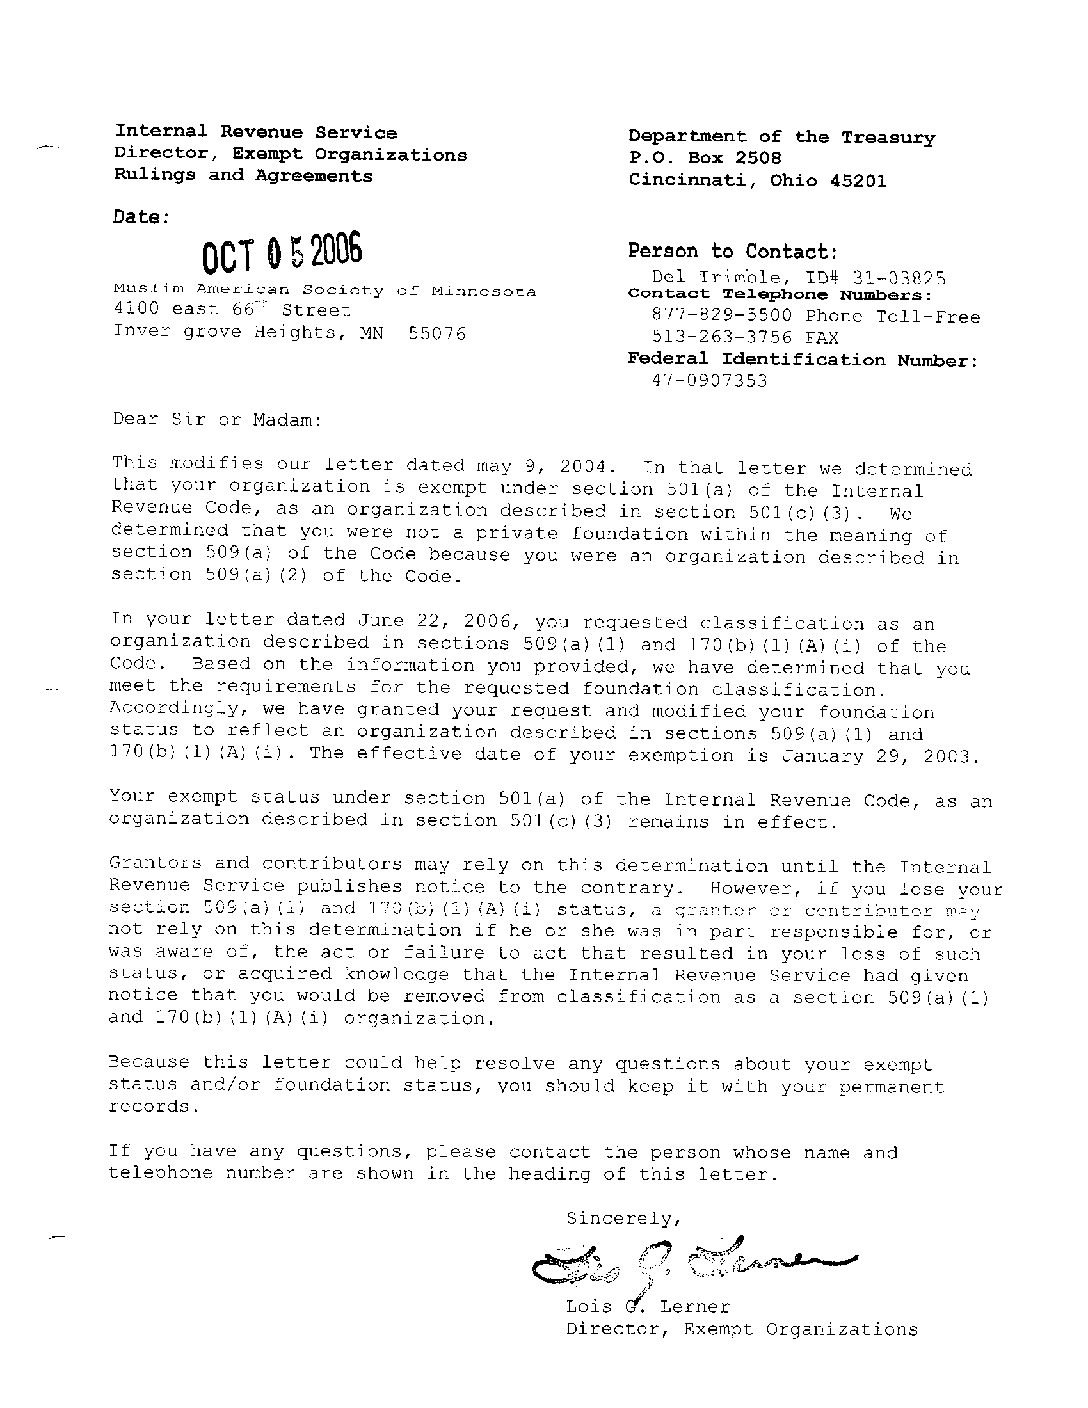 Internal Revenue Service
Director, Exempt Organizations
Rulings and Agreements
Department of the Treasury
P.O. Box 2508
Cincinnati, Ohio 45201
Date:
OCT 05 2006
Muslim American Society of Minnesota
4100 east 66th Street
Inver grove Heights, MN 55076
Person to Contact:
Del Trimble, ID# 31-03825
Contact Telephone Numbers:
877-829-5500 Phone Toll-Free
513-263-3756 FAX
Federal Identification Number:
47-0907353
Dear Sir or Madam:
This modifies our letter dated may 9, 2004. In that letter we determined
that your organization is exempt under section 501(a) of the Internal
Revenue Code, as an organization described in section 501(c)(3). We
determined that you were not a private foundation within the meaning of
section 509(a) of the Code because you were an organization described in
section 509(a)(2) of the Code.
In your letter dated June 22, 2006, you requested classification as an
organization described in sections 509(a)(1) and 170(b)(1)(A)(i) of the
Code. Based on the information you provided, we have determined that you
meet the requirements for the requested foundation classification.
Accordingly, we have granted your request and modified your foundation
status to reflect an organization described in sections 509(a)(1) and
170(b)(1)(A)(i). The effective date of your exemption is January 29, 2003.
Your exempt status under section 501(a) of the Internal Revenue Code, as an
organization described in section 501(c)(3) remains in effect.
Grantors and contributors may rely on this determination until the Internal
Revenue Service publishes notice to the contrary. However, if you lose your
section 509(a)(1) and 170(b)(1)(A)(i) status, a grantor or contributor may
not rely on this determination if he or she was in part responsible for, or
was aware of, the act or failure to act that resulted in your loss of such
status, or acquired knowledge that the Internal Revenue Service had given
notice that you would be removed from classification as a section 509(a)(1)
and 170(b)(1)(A)(i) organization.
Because this letter could help resolve any questions about your exempt
status and/or foundation status, you should keep it with your permanent
records.
If you have any questions, please contact the person whose name and
telephone number are shown in the heading of this letter.
Sincerely,
Lois G. Lerner
Lois G. Lerner
Director, Exempt Organizations